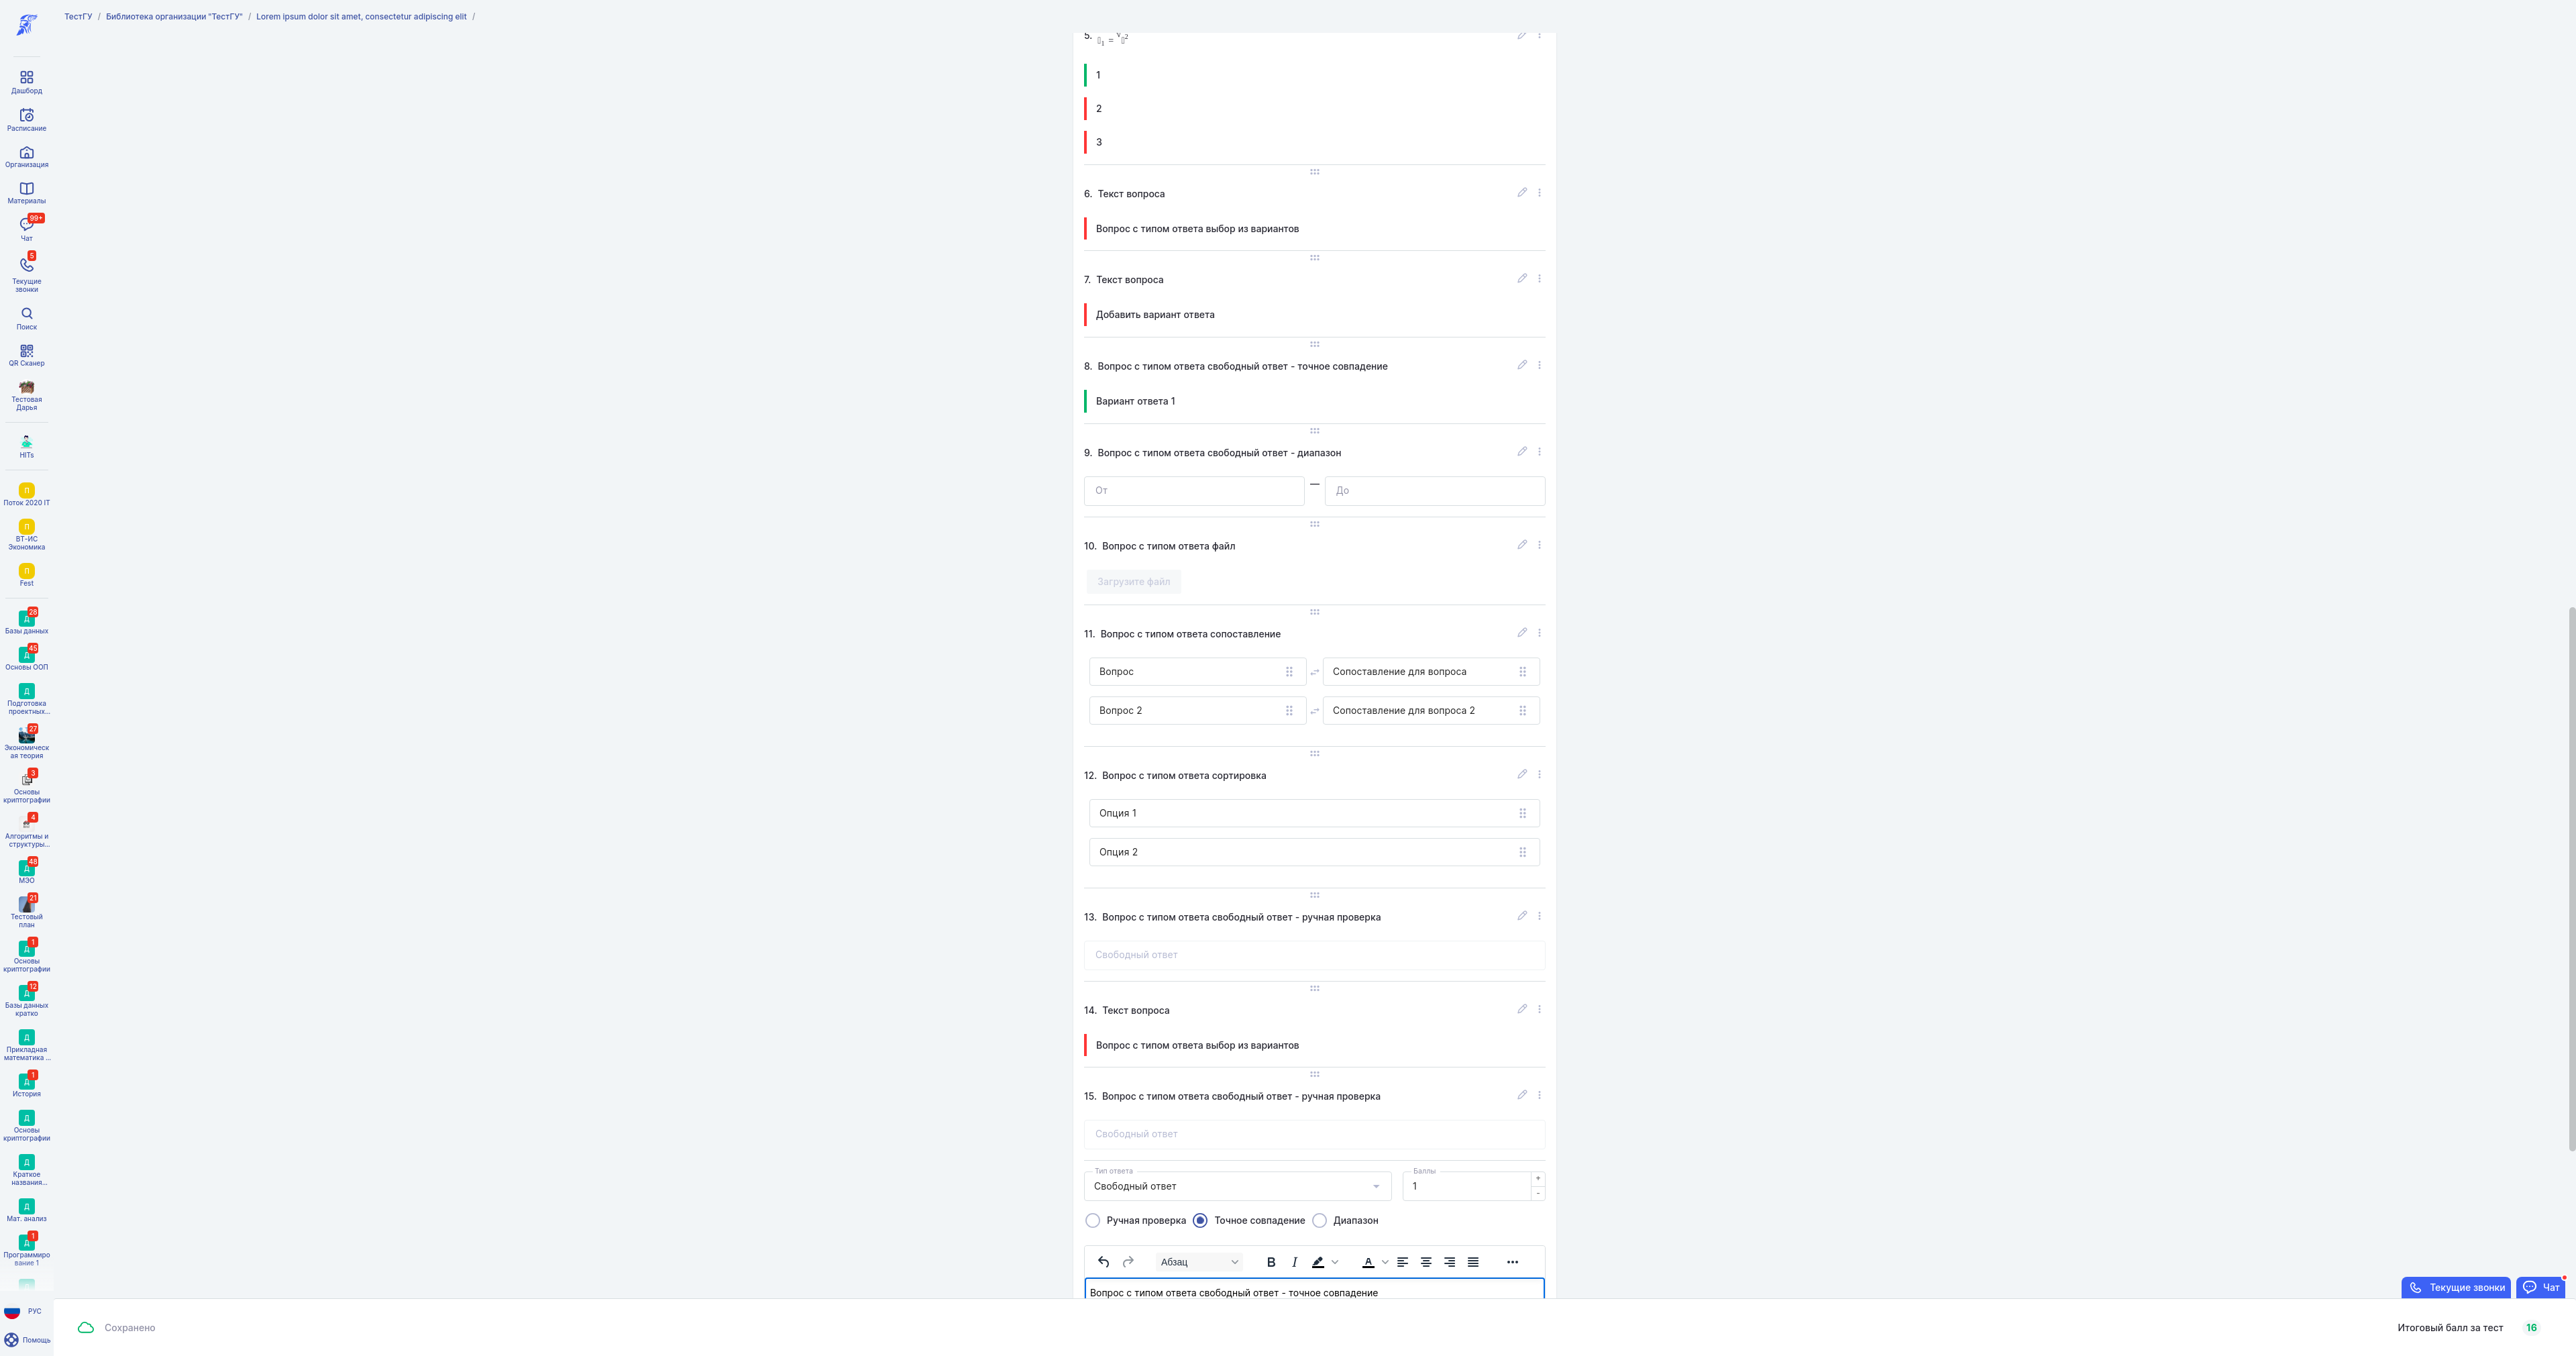 ТестГУ / Библиотека организации "ТестГУ" / Lorem ipsum dolor sit amet, consectetur adipiscing elit /
Дашборд
Расписание
Организация
Материалы
99+
Чат
5
Текущие
звонки
Поиск
QR Сканер
Тестовая
Дарья
HITs
П
Поток 2020 IT
П
ВТ-ИС
Экономика
П
Fest
28
Д
Базы данных
45
Д
Основы ООП
Д
Подготовка
проектных...
27
Экономическ
ая теория
3
Основы
криптографии
4
Алгоритмы и
структуры...
48
Д
МЭО
21
Тестовый
план
1
Д
Основы
криптографии
12
Д
Базы данных
кратко
Д
Прикладная
математика ...
1
Д
История
Д
Основы
криптографии
Д
Краткое
названия...
Д
Мат. анализ
1
Д
Программиро
вание 1
РУС
Помощь
5.
1
2
3
6. Текст вопроса
Вопрос с типом ответа выбор из вариантов
7. Текст вопроса
Добавить вариант ответа
8. Вопрос с типом ответа свободный ответ - точное совпадение
Вариант ответа 1
9. Вопрос с типом ответа свободный ответ - диапазон
От — До
10. Вопрос с типом ответа файл
Загрузите файл
11. Вопрос с типом ответа сопоставление
Вопрос Сопоставление для вопроса
Вопрос 2 Сопоставление для вопроса 2
12. Вопрос с типом ответа сортировка
Опция 1
Опция 2
13. Вопрос с типом ответа свободный ответ - ручная проверка
Свободный ответ
14. Текст вопроса
Вопрос с типом ответа выбор из вариантов
15. Вопрос с типом ответа свободный ответ - ручная проверка
Свободный ответ
Тип ответа Баллы
Свободный ответ 1 + -
Ручная проверка Точное совпадение Диапазон
Абзац B I A
Вопрос с типом ответа свободный ответ - точное совпадение
Текущие звонки Чат
Сохранено Итоговый балл за тест 16